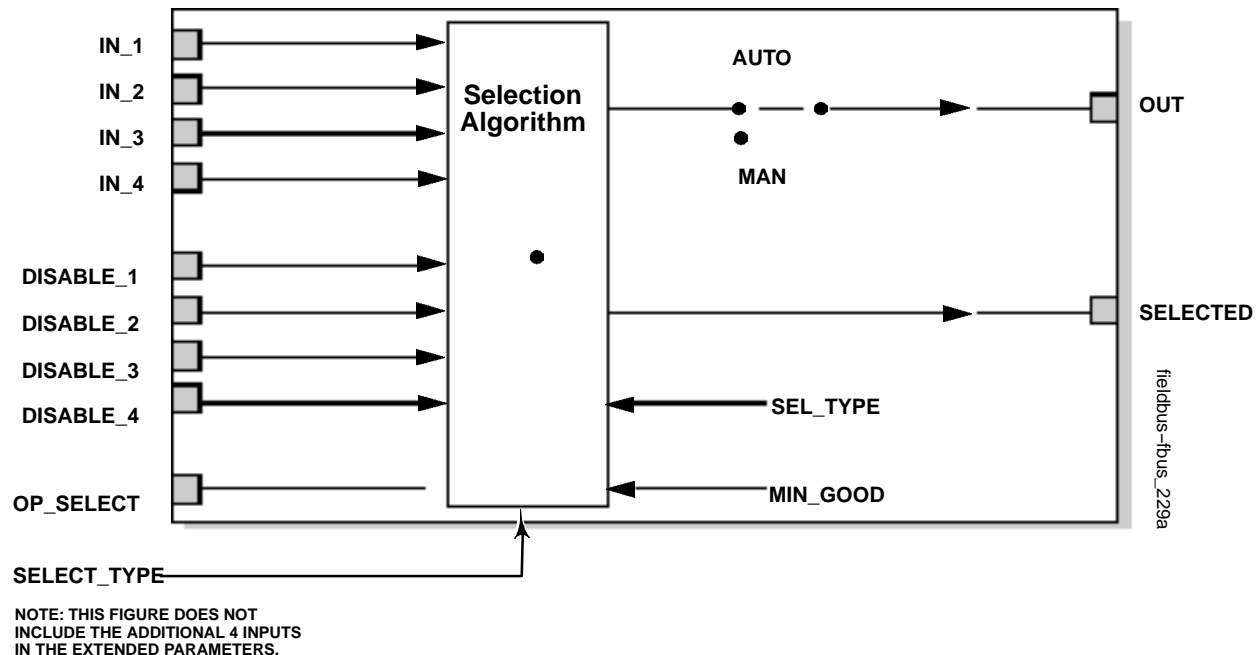 IN_1
IN_2
IN_3
IN_4
DISABLE_1
DISABLE_2
DISABLE_3
DISABLE_4
OP_SELECT
Selection
Algorithm
AUTO
MAN
SEL_TYPE
MIN_GOOD
OUT
SELECTED
fieldbus–fbus_229a
SELECT_TYPE
NOTE: THIS FIGURE DOES NOT
INCLUDE THE ADDITIONAL 4 INPUTS
IN THE EXTENDED PARAMETERS.